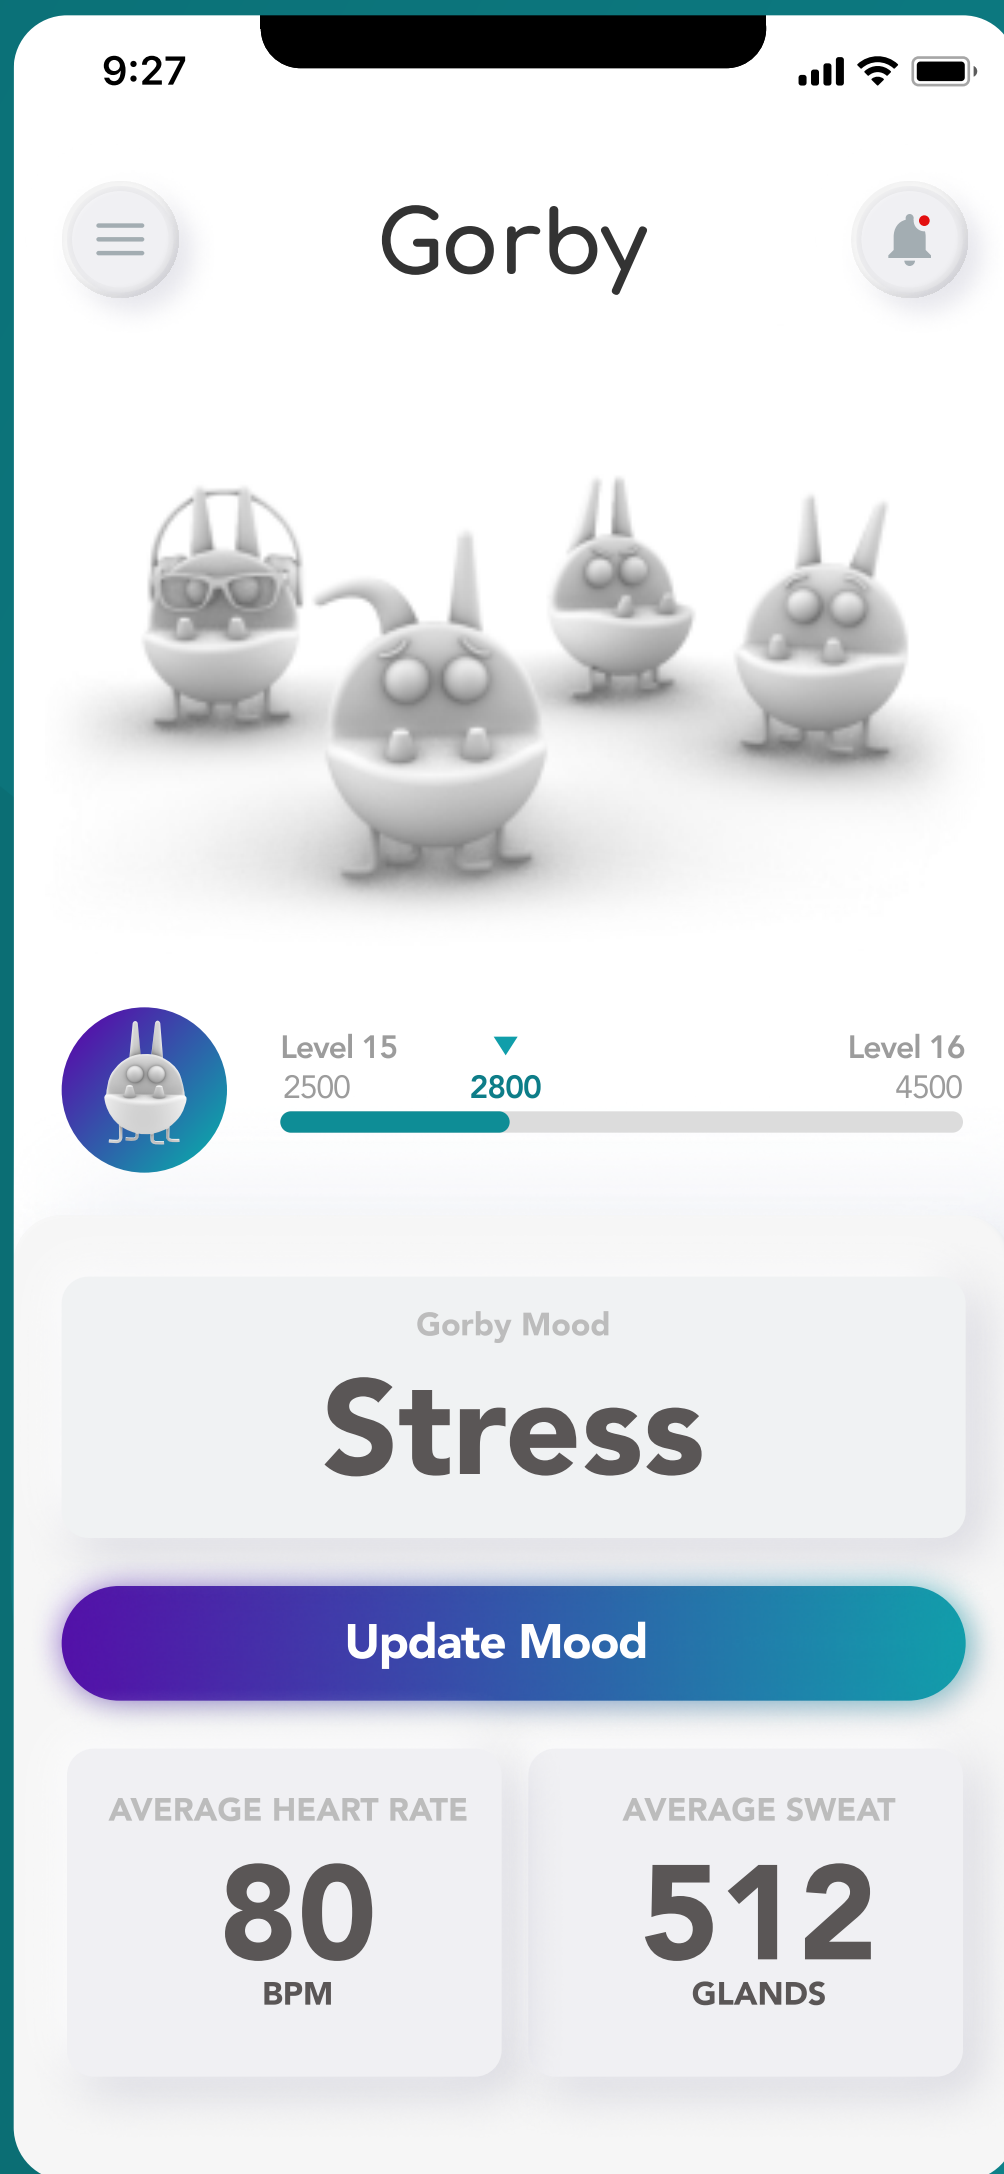 9:27
Gorby
Level 15
Level 16
2500
2800
4500
Gorby Mood
Stress
Update Mood
AVERAGE HEART RATE
80
BPM
AVERAGE SWEAT
512
GLANDS